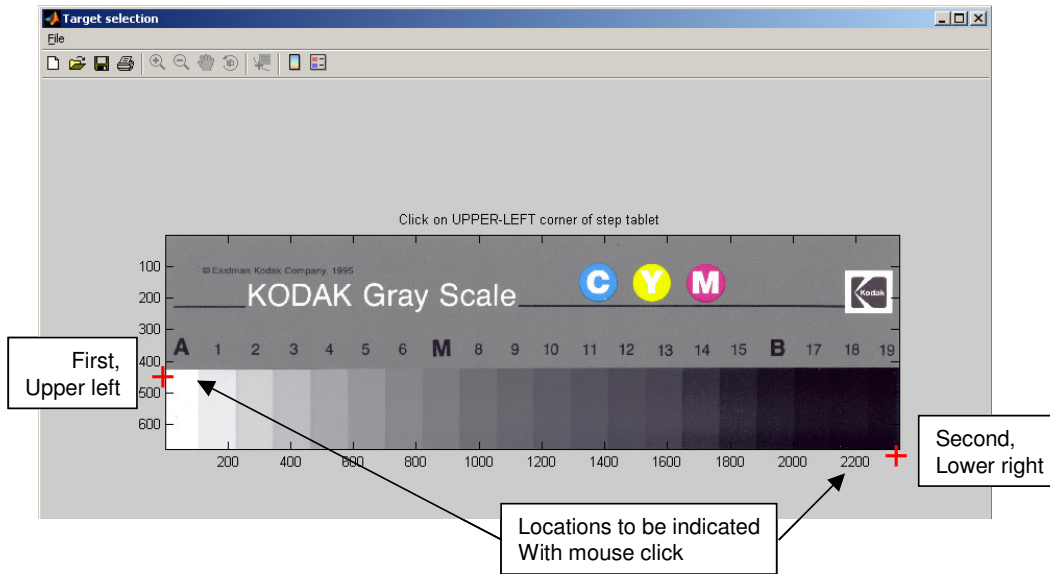 Target selection
File
Click on UPPER-LEFT corner of step tablet
© Eastman Kodak Company, 1995
KODAK Gray Scale
C Y M
Kodak
A 1 2 3 4 5 6 M 8 9 10 11 12 13 14 15 B 17 18 19
100
200
300
400
500
600
200 400 600 800 1000 1200 1400 1600 1800 2000 2200
First,
Upper left
Second,
Lower right
Locations to be indicated
With mouse click